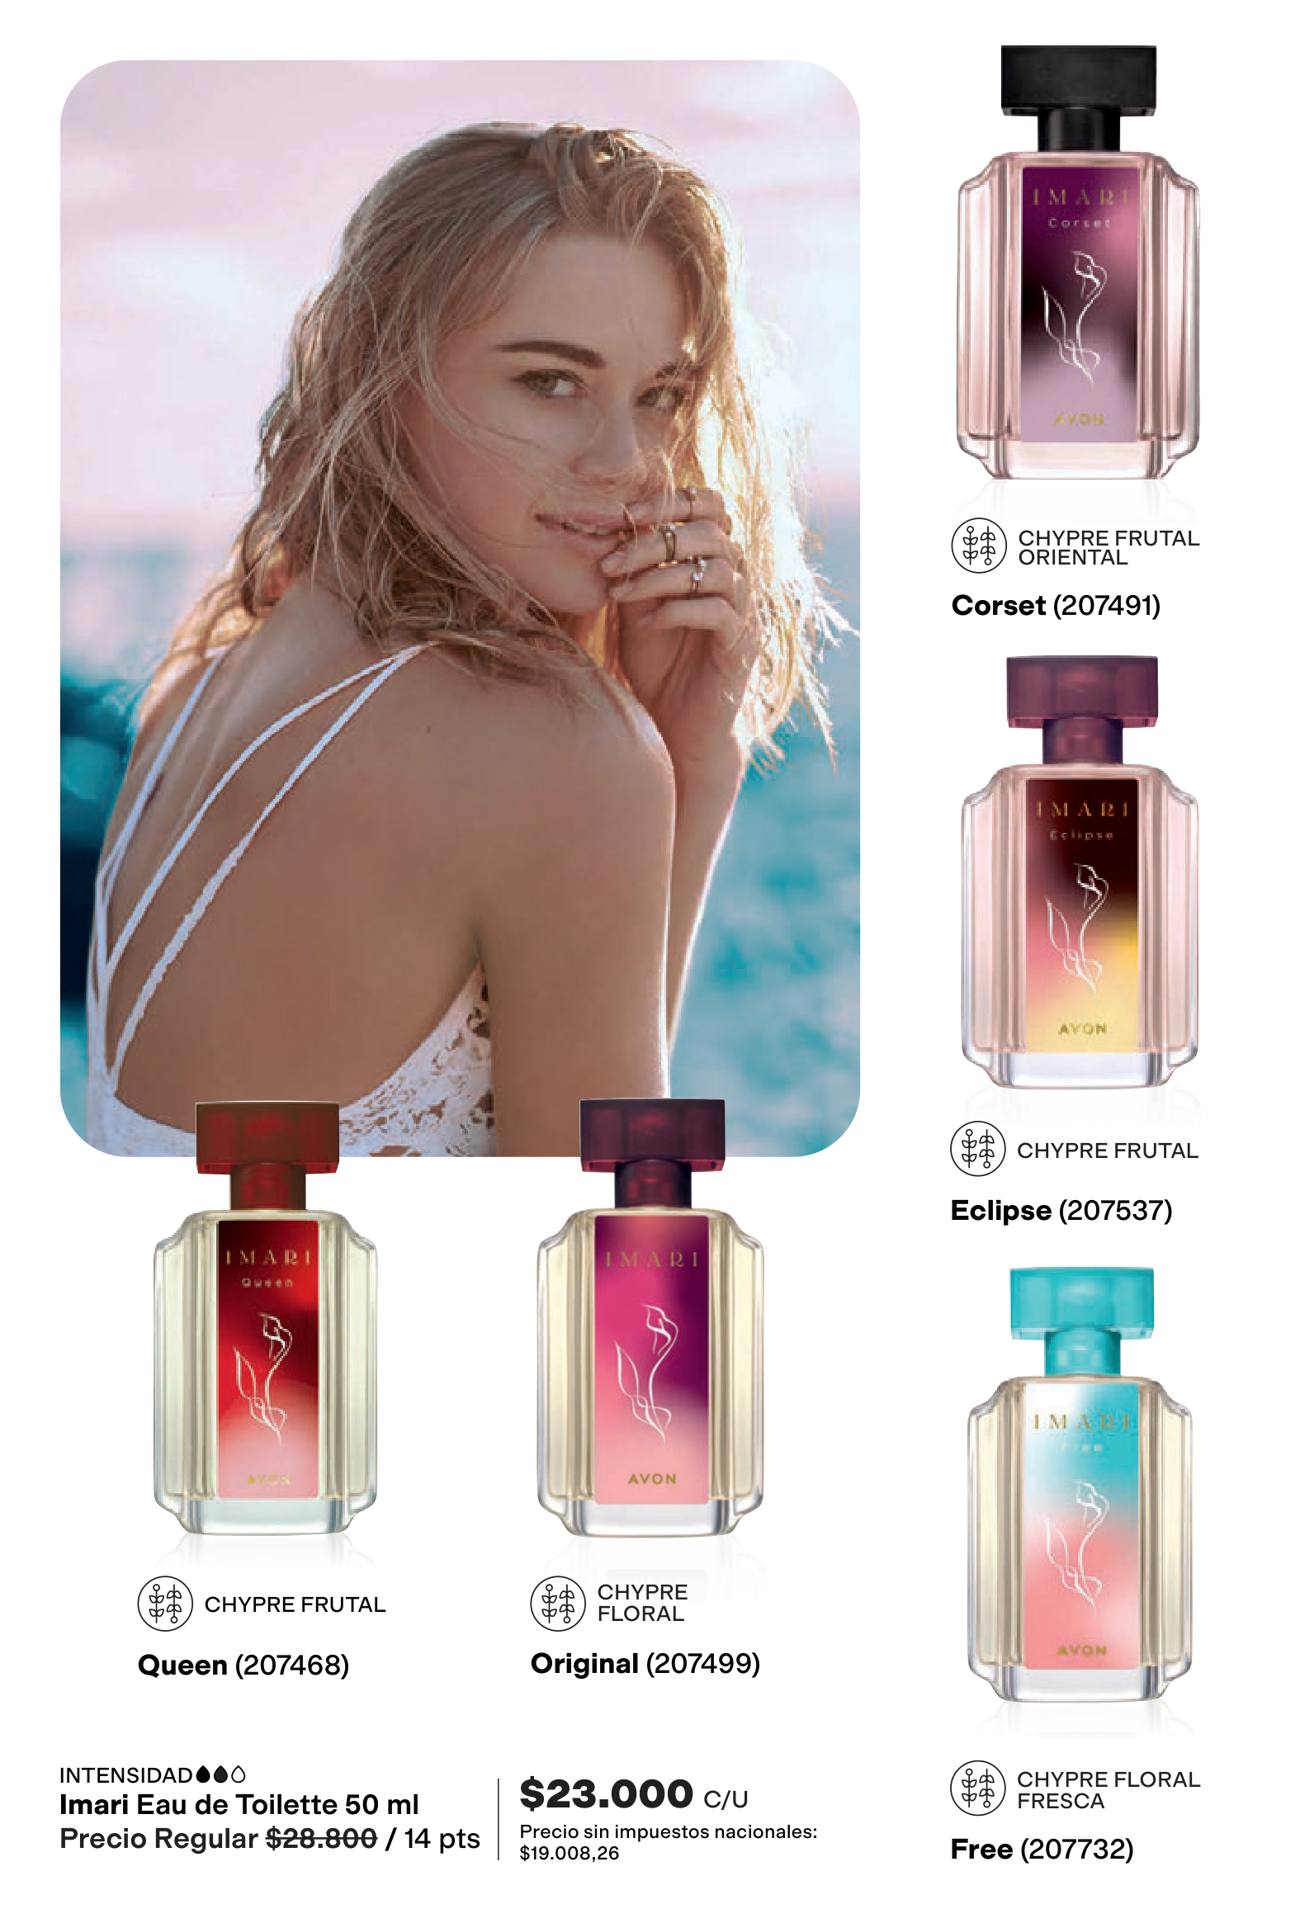 IMARI
Corset
AVON
CHYPRE FRUTAL
ORIENTAL
Corset (207491)
IMARI
Eclipse
AVON
CHYPRE FRUTAL
Eclipse (207537)
IMARI
Queen
AVON
CHYPRE FRUTAL
Queen (207468)
IMARI
AVON
CHYPRE
FLORAL
Original (207499)
IMARI
Free
AVON
CHYPRE FLORAL
FRESCA
Free (207732)
INTENSIDAD
Imari Eau de Toilette 50 ml
Precio Regular $28.800 / 14 pts
$23.000 C/U
Precio sin impuestos nacionales:
$19.008,26